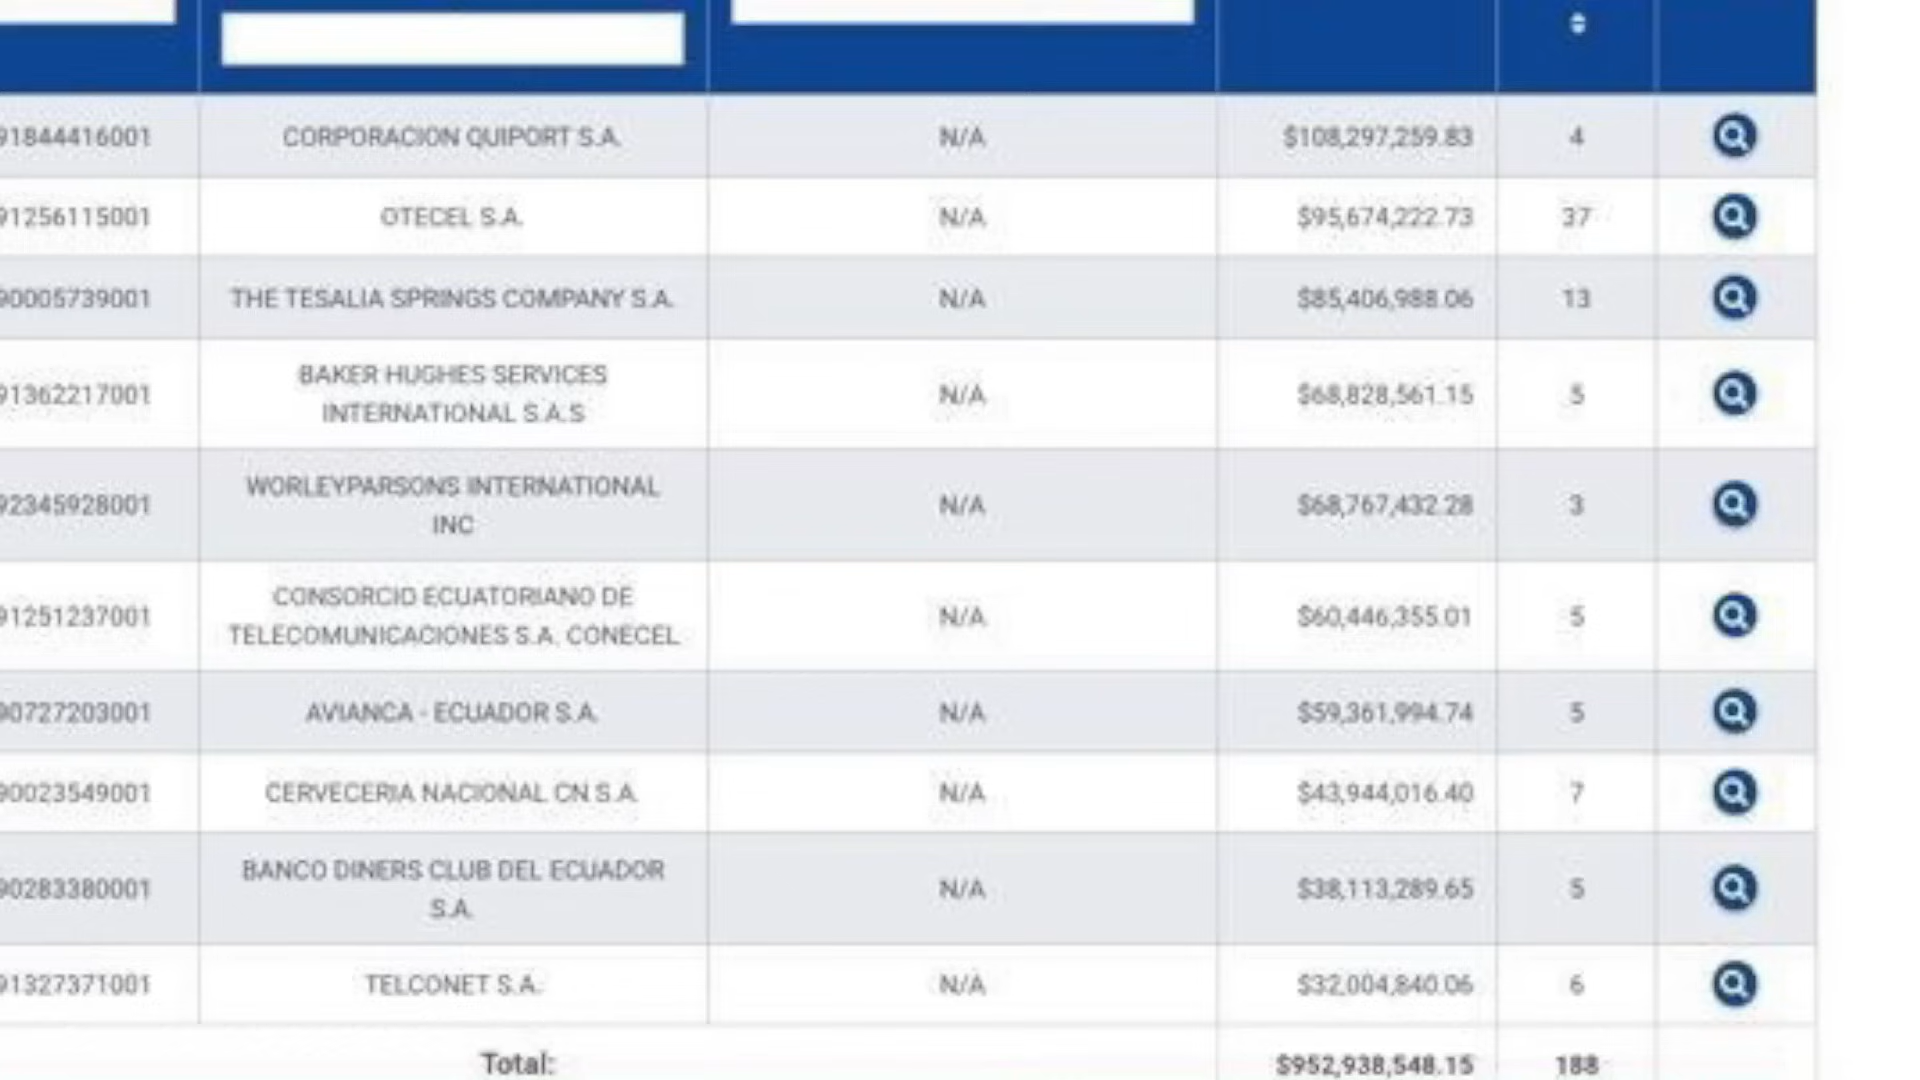 91844416001 CORPORACION QUIPORT S.A. N/A $108,297,259.83 4
91256115001 OTECEL S.A. N/A $95,674,222.73 37
90005739001 THE TESALIA SPRINGS COMPANY S.A. N/A $85,406,988.06 13
91362217001 BAKER HUGHES SERVICES
INTERNATIONAL S.A.S N/A $68,828,561.15 5
92345928001 WORLEYPARSONS INTERNATIONAL
INC N/A $68,767,432.28 3
91251237001 CONSORCIO ECUATORIANO DE
TELECOMUNICACIONES S.A. CONECEL N/A $60,446,355.01 5
90727203001 AVIANCA - ECUADOR S.A. N/A $59,361,994.74 5
90023549001 CERVECERIA NACIONAL CN S.A. N/A $43,944,016.40 7
90283380001 BANCO DINERS CLUB DEL ECUADOR
S.A. N/A $38,113,289.65 5
91327371001 TELCONET S.A. N/A $32,004,840.06 6
Total: $952,938,548.15 188